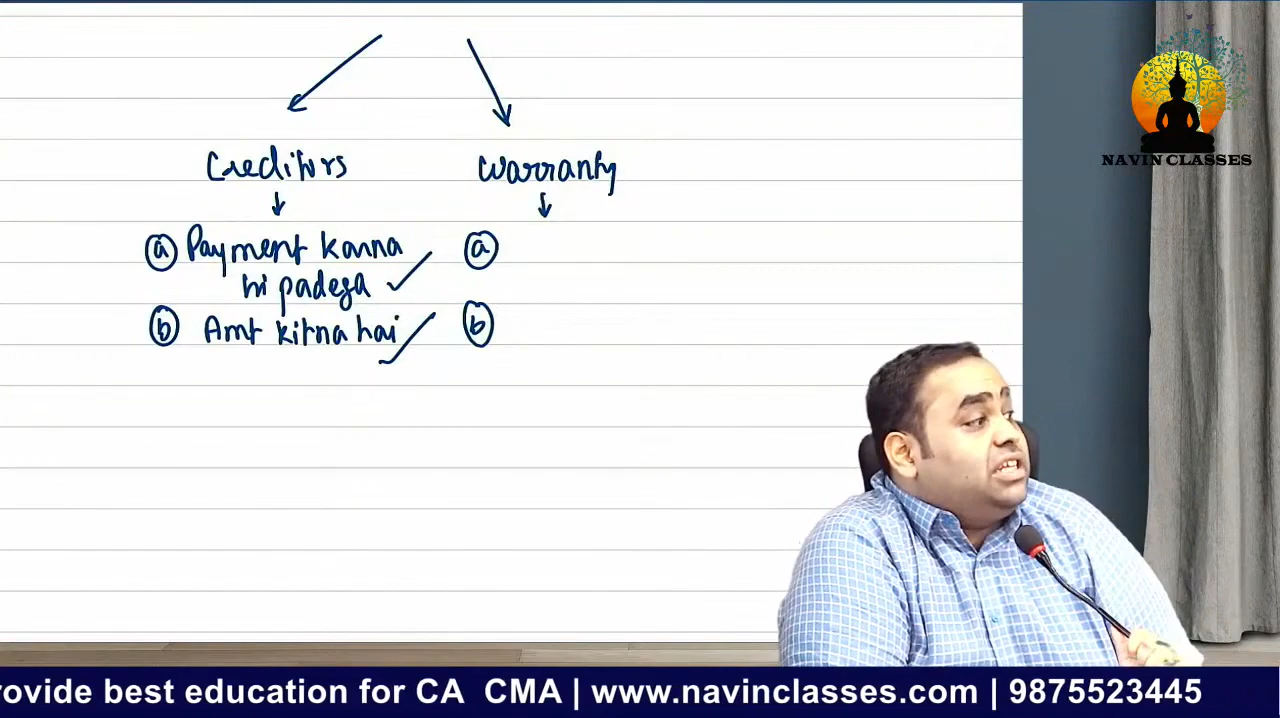 NAVIN CLASSES
Creditors
Warranty
(a) Payment karna
hi padega ✓
(b) Amt kitna hai ✓
(a)
(b)
rovide best education for CA CMA | www.navinclasses.com | 9875523445